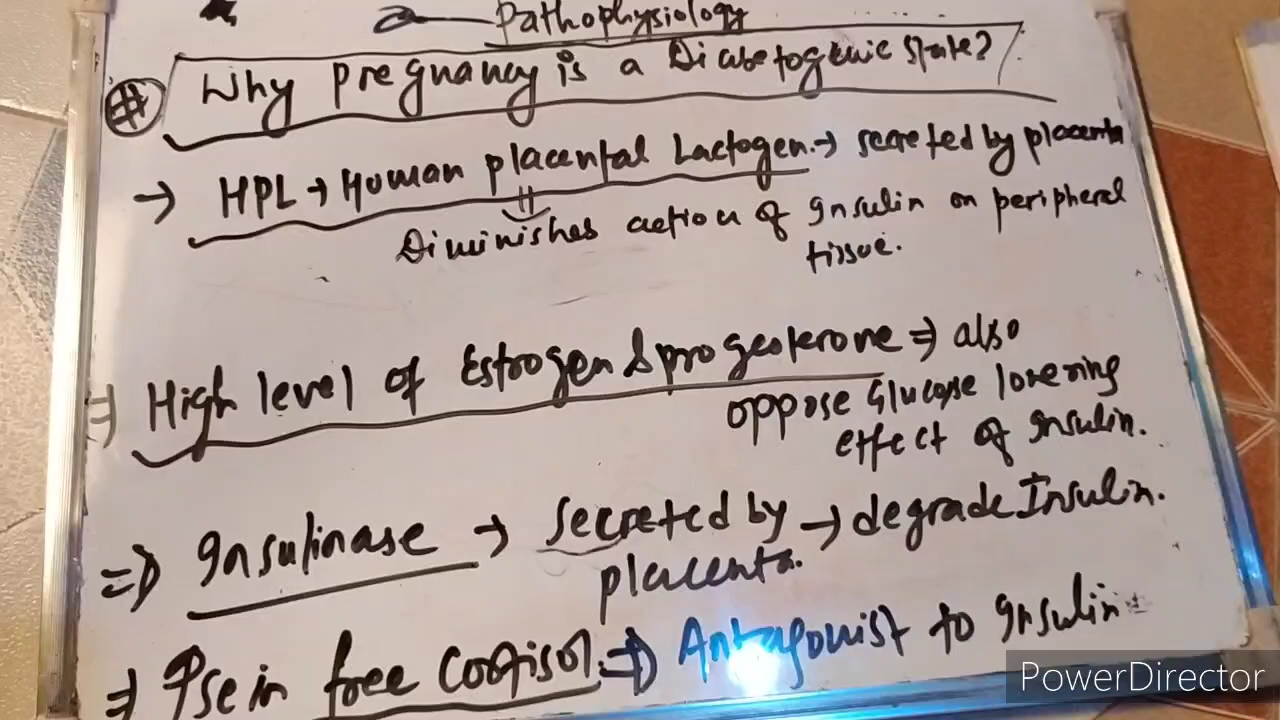 Pathophysiology
# Why pregnancy is a Diabetogenic state?
→ HPL → Human placental Lactogen. → secreted by placenta
Diminishes action of Insulin on peripheral
tissue.
⇒ High level of Estrogen & progesterone ⇒ also
oppose Glucose lowering
effect of Insulin.
⇒ Insulinase → secreted by → degrade Insulin.
placenta.
⇒ ↑se in free cortisol. ⇒ Antagonist to Insulin
PowerDirector